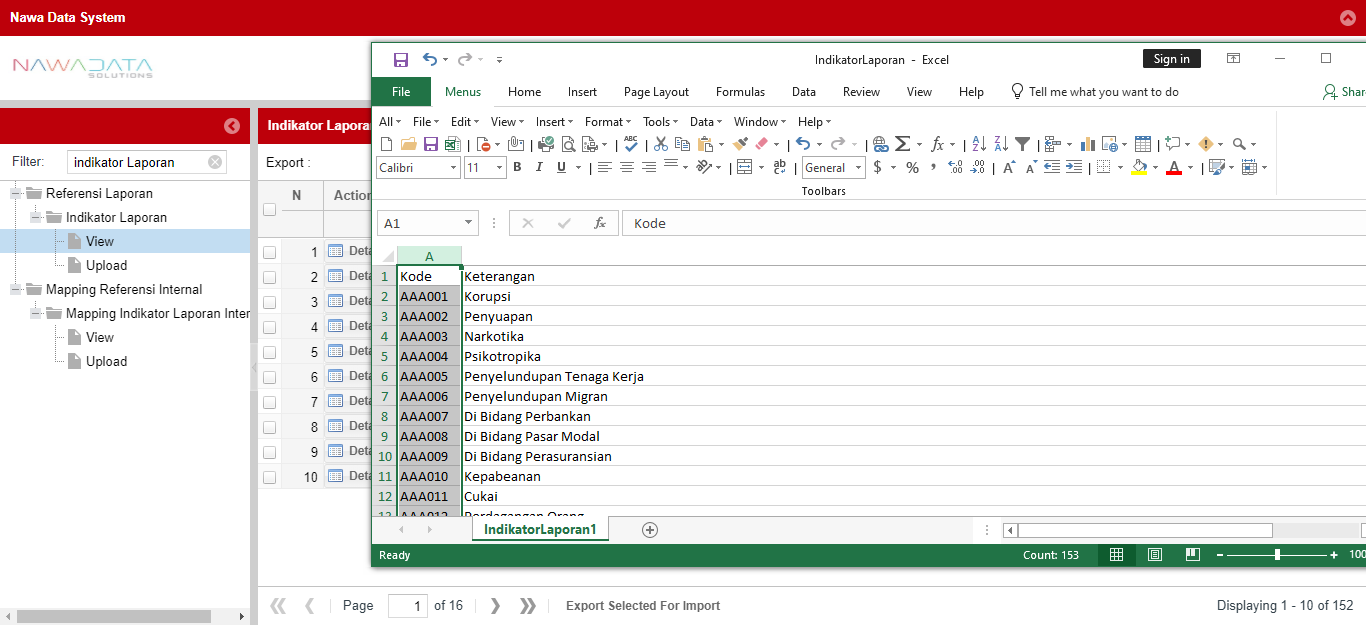 Nawa Data System
NAWADATA
SOLUTIONS
Filter: indikator Laporan
Referensi Laporan
Indikator Laporan
View
Upload
Mapping Referensi Internal
Mapping Indikator Laporan Inter
View
Upload
Indikator Lapora
Export :
N Action
1 Deta
2 Deta
3 Deta
4 Deta
5 Deta
6 Deta
7 Deta
8 Deta
9 Deta
10 Deta
IndikatorLaporan - Excel
Sign in
File Menus Home Insert Page Layout Formulas Data Review View Help Tell me what you want to do Shar
All File Edit View Insert Format Tools Data Window Help
Calibri 11 B I U General $ %
Toolbars
A1 fx Kode
A
1 Kode Keterangan
2 AAA001 Korupsi
3 AAA002 Penyuapan
4 AAA003 Narkotika
5 AAA004 Psikotropika
6 AAA005 Penyelundupan Tenaga Kerja
7 AAA006 Penyelundupan Migran
8 AAA007 Di Bidang Perbankan
9 AAA008 Di Bidang Pasar Modal
10 AAA009 Di Bidang Perasuransian
11 AAA010 Kepabeanan
12 AAA011 Cukai
13 AAA012 Perdagangan Orang
IndikatorLaporan1
Ready Count: 153 100
Page 1 of 16 Export Selected For Import Displaying 1 - 10 of 152